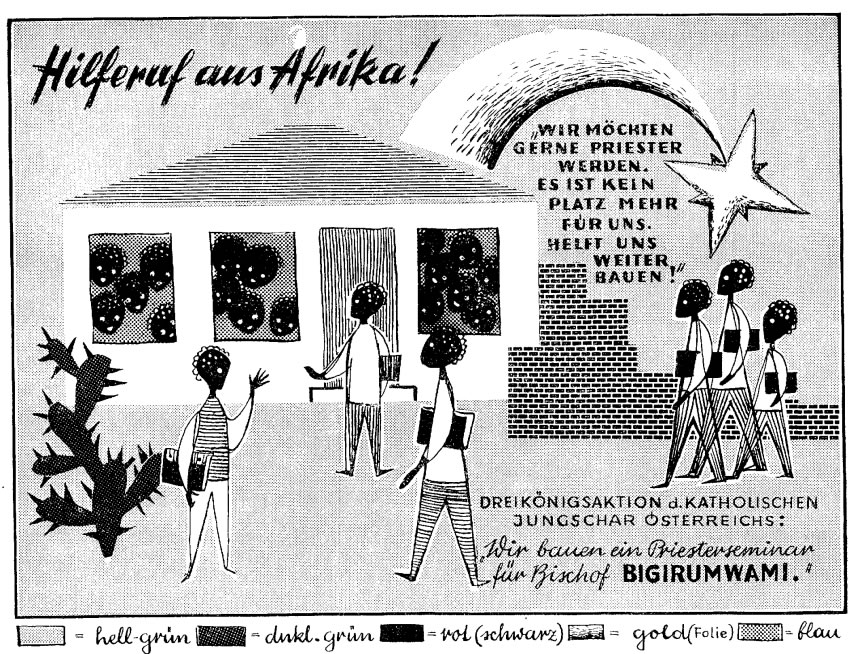 Hilferuf aus Afrika!
„WIR MÖCHTEN
GERNE PRIESTER
WERDEN.
ES IST KEIN
PLATZ MEHR
FÜR UNS.
HELFT UNS
WEITER
BAUEN!"
DREIKÖNIGSAKTION d. KATHOLISCHEN
JUNGSCHAR ÖSTERREICHS:
„Wir bauen ein Priesterseminar
für Bischof BIGIRUMWAMI."
= hell-grün = dnkl. grün = rot (schwarz) = gold (Folie) = blau